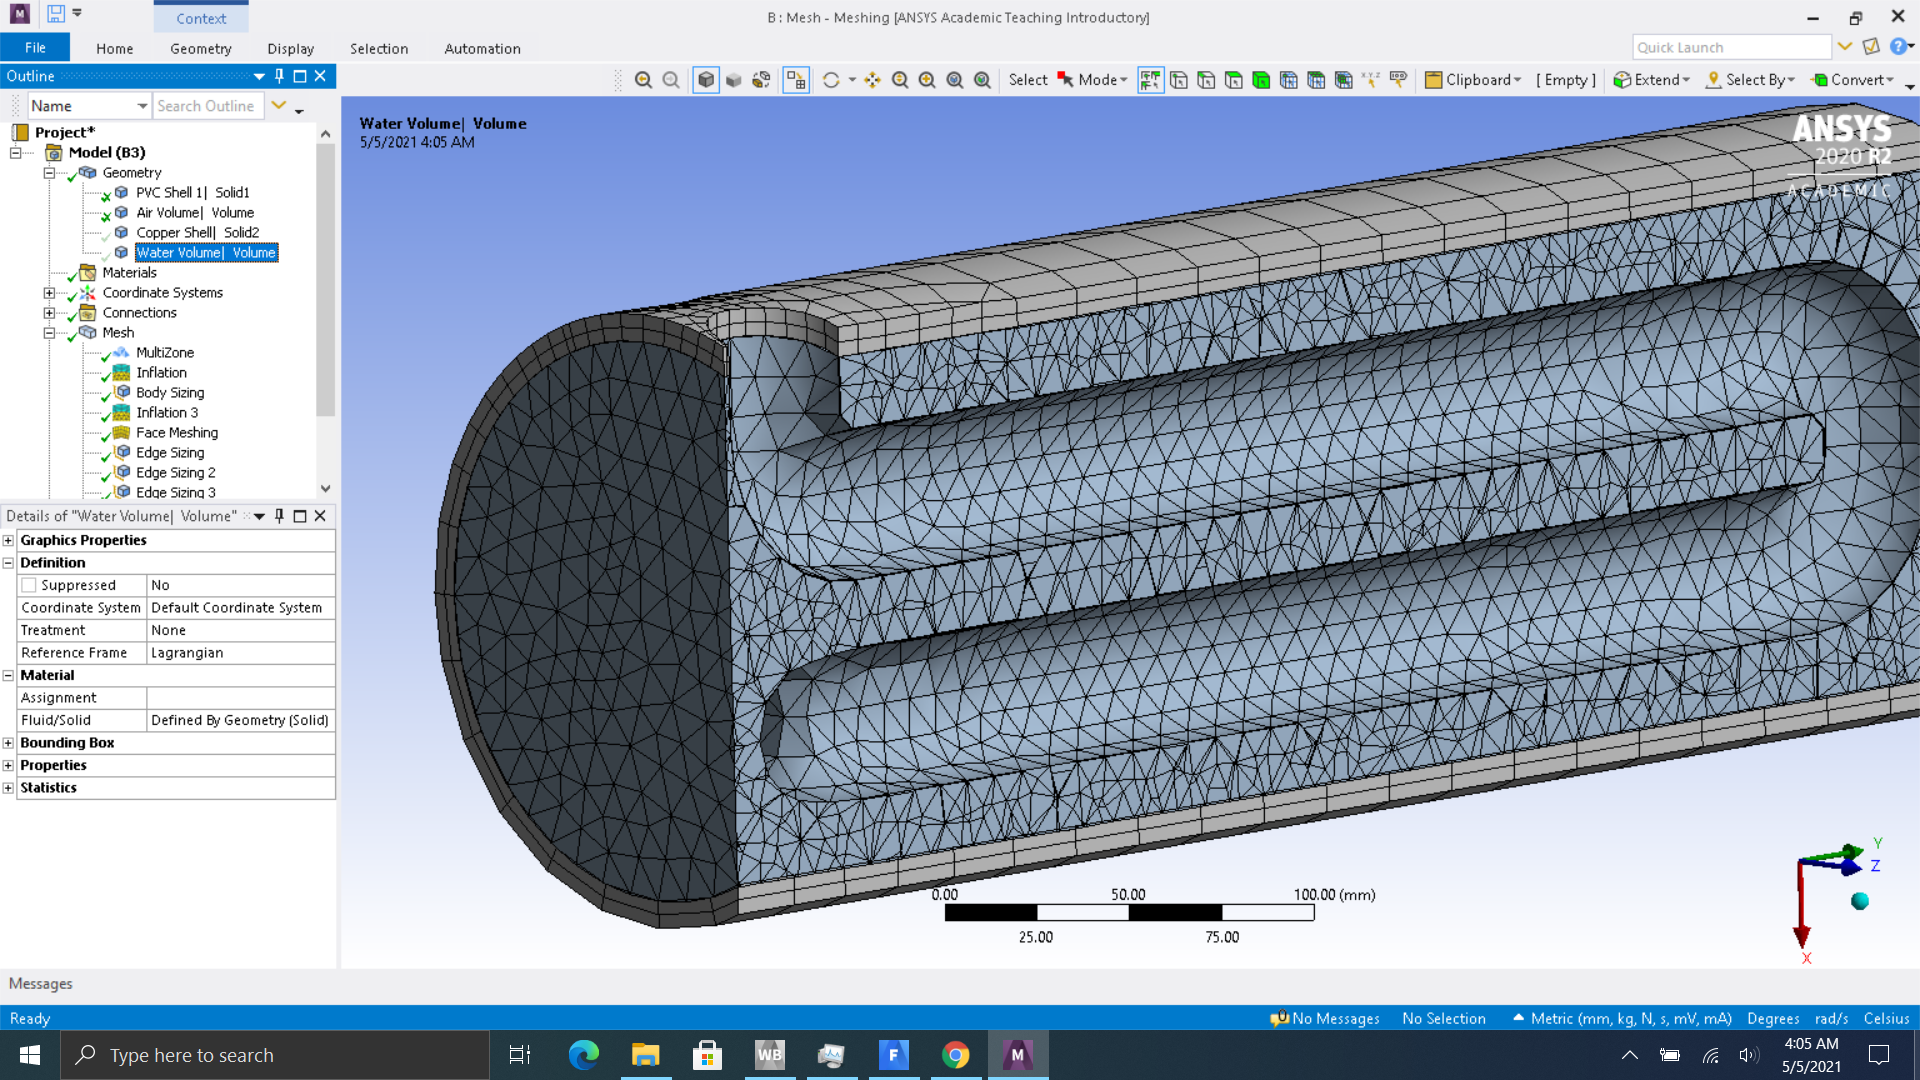 M
Context
B : Mesh - Meshing [ANSYS Academic Teaching Introductory]
File
Home
Geometry
Display
Selection
Automation
Quick Launch
Outline
Select
Mode
Clipboard
[ Empty ]
Extend
Select By
Convert
Name
Search Outline
Project*
Model (B3)
Geometry
PVC Shell 1| Solid1
Air Volume| Volume
Copper Shell| Solid2
Water Volume| Volume
Materials
Coordinate Systems
Connections
Mesh
MultiZone
Inflation
Body Sizing
Inflation 3
Face Meshing
Edge Sizing
Edge Sizing 2
Edge Sizing 3
Details of "Water Volume| Volume"
Graphics Properties
Definition
Suppressed No
Coordinate System Default Coordinate System
Treatment None
Reference Frame Lagrangian
Material
Assignment
Fluid/Solid Defined By Geometry (Solid)
Bounding Box
Properties
Statistics
Water Volume| Volume
5/5/2021 4:05 AM
ANSYS
2020 R2
ACADEMIC
0.00 50.00 100.00 (mm)
25.00 75.00
Y
Z
X
Messages
Ready
0 No Messages
No Selection
Metric (mm, kg, N, s, mV, mA)
Degrees
rad/s
Celsius
Type here to search
WB
F
M
4:05 AM
5/5/2021